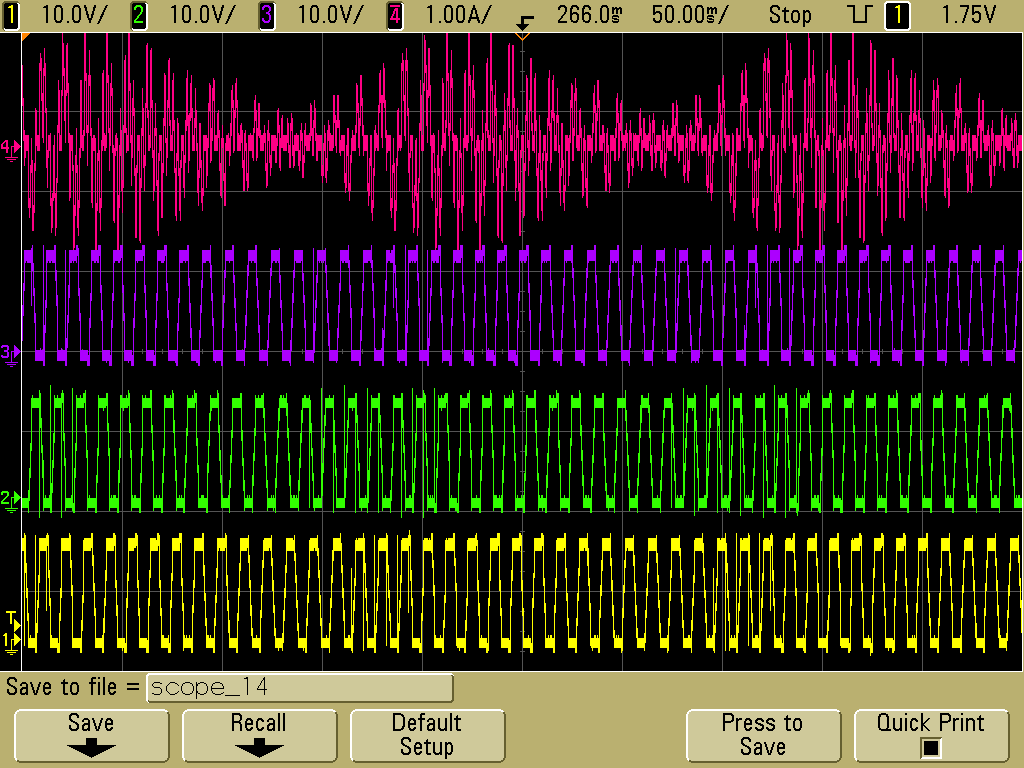 1 10.0V/ 2 10.0V/ 3 10.0V/ 4 1.00A/ 266.0ms 50.00ms/ Stop 1 1.75V
4
3
2
T
1
Save to file = scope_14
Save Recall Default Setup Press to Save Quick Print